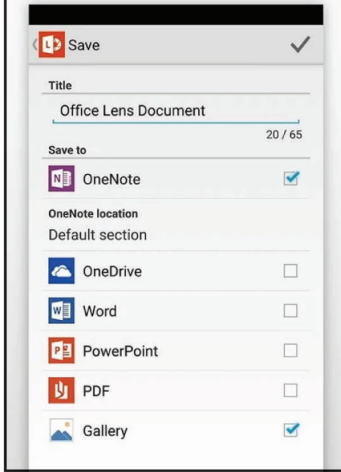 Save
Title
Office Lens Document
20 / 65
Save to
OneNote
OneNote location
Default section
OneDrive
Word
PowerPoint
PDF
Gallery